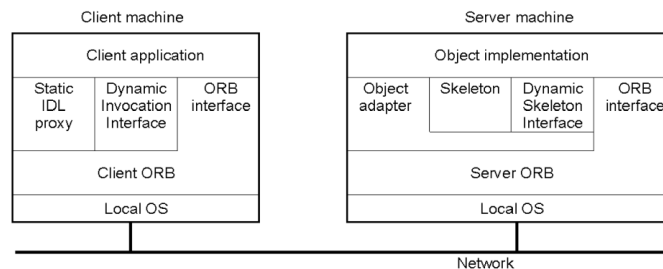 Client machine
Server machine
Client application
Object implementation
Static
IDL
proxy
Dynamic
Invocation
Interface
ORB
interface
Object
adapter
Skeleton
Dynamic
Skeleton
Interface
ORB
interface
Client ORB
Server ORB
Local OS
Local OS
Network